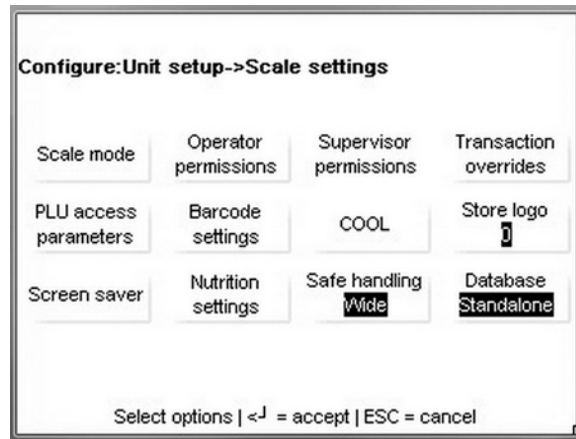 Configure:Unit setup->Scale settings
Scale mode
Operator
permissions
Supervisor
permissions
Transaction
overrides
PLU access
parameters
Barcode
settings
COOL
Store logo
0
Screen saver
Nutrition
settings
Safe handling
Wide
Database
Standalone
Select options | <┘ = accept | ESC = cancel